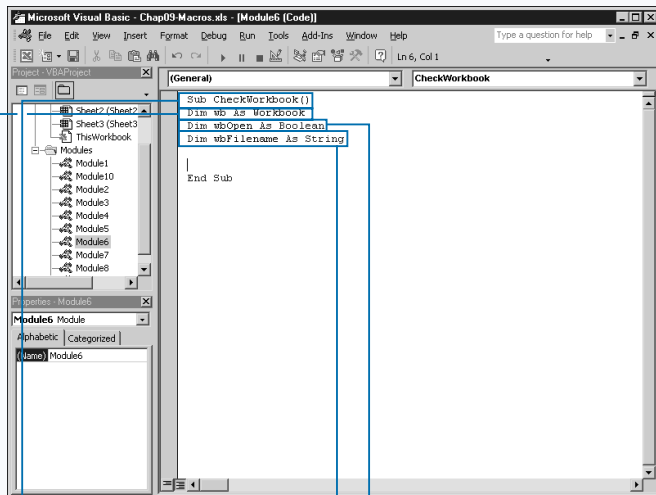 Microsoft Visual Basic - Chap09-Macros.xls - [Module6 (Code)]
File Edit View Insert Format Debug Run Tools Add-Ins Window Help Type a question for help
Ln 6, Col 1
Project - VBAProject
(General) CheckWorkbook
Sheet2 (Sheet2
Sheet3 (Sheet3
ThisWorkbook
Modules
Module1
Module10
Module2
Module3
Module4
Module5
Module6
Module7
Module8
Sub CheckWorkbook()
Dim wb As Workbook
Dim wbOpen As Boolean
Dim wbFilename As String
End Sub
Properties - Module6
Module6 Module
Alphabetic Categorized
(Name) Module6